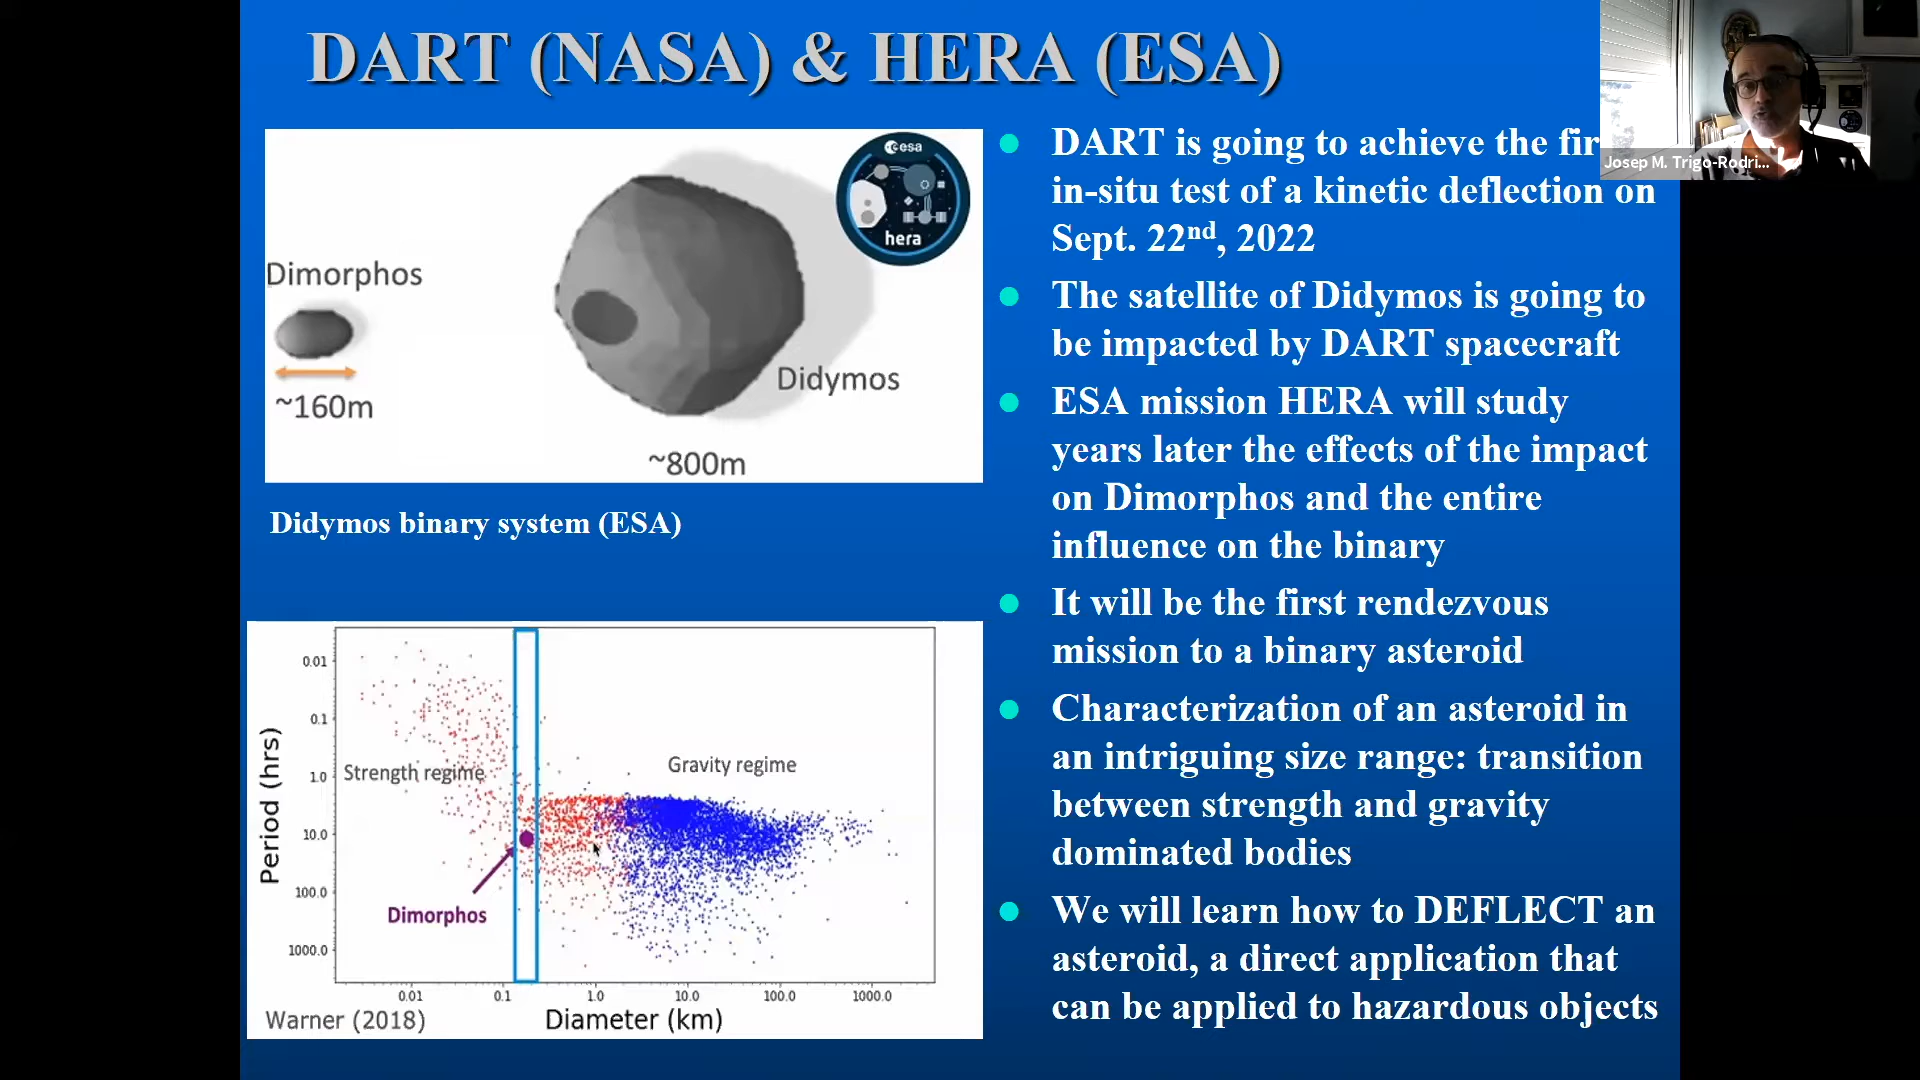 DART (NASA) & HERA (ESA)
Josep M. Trigo-Rodri...
esa
hera
Dimorphos
~160m
Didymos
~800m
Didymos binary system (ESA)
DART is going to achieve the
in-situ test of a kinetic deflection on
Sept. 22nd, 2022
The satellite of Didymos is going to
be impacted by DART spacecraft
ESA mission HERA will study
years later the effects of the impact
on Dimorphos and the entire
influence on the binary
It will be the first rendezvous
mission to a binary asteroid
Characterization of an asteroid in
an intriguing size range: transition
between strength and gravity
dominated bodies
We will learn how to DEFLECT an
asteroid, a direct application that
can be applied to hazardous objects
Period (hrs)
0.01
0.1
1.0
10.0
100.0
1000.0
Strength regime
Gravity regime
Dimorphos
0.01
0.1
1.0
10.0
100.0
1000.0
Diameter (km)
Warner (2018)